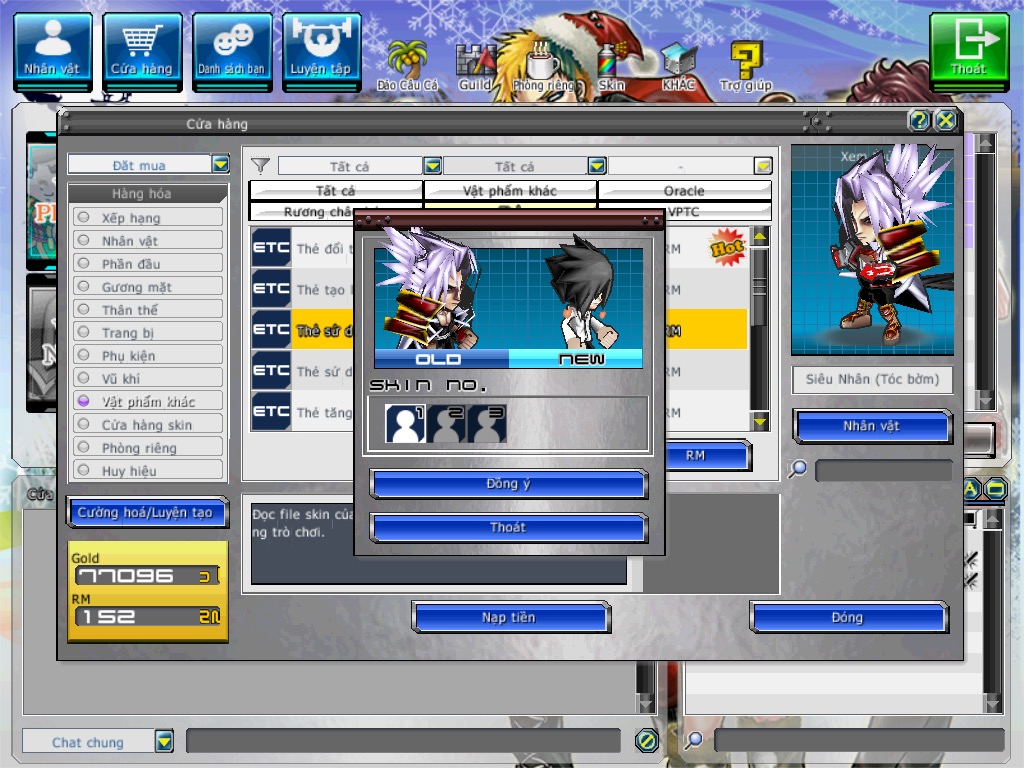 Nhân vật
Cửa hàng
Danh sách bạn
Luyện tập
Đảo Câu Cá
Guild
Phòng riêng
Skin
KHÁC
Trợ giúp
Thoát
Cửa hàng
Đặt mua
Tất cả
Tất cả
-
Hàng hóa
Tất cả
Vật phẩm khác
Oracle
VPTC
Xếp hạng
Nhân vật
Phần đầu
Gương mặt
Thân thể
Trang bị
Phụ kiện
Vũ khí
Vật phẩm khác
Cửa hàng skin
Phòng riêng
Huy hiệu
ETC Thẻ đổi
RM
Hot
ETC Thẻ tạo
RM
ETC Thẻ sử
RM
ETC Thẻ sử
RM
ETC Thẻ tăng
RM
OLD
NEW
SKIN NO.
1
2
3
Đồng ý
Thoát
Siêu Nhân (Tóc bờm)
Nhân vật
RM
Cường hoá/Luyện tạo
Đọc file skin
ng trò chơi.
Gold
77096
RM
152
Nạp tiền
Đóng
Chat chung